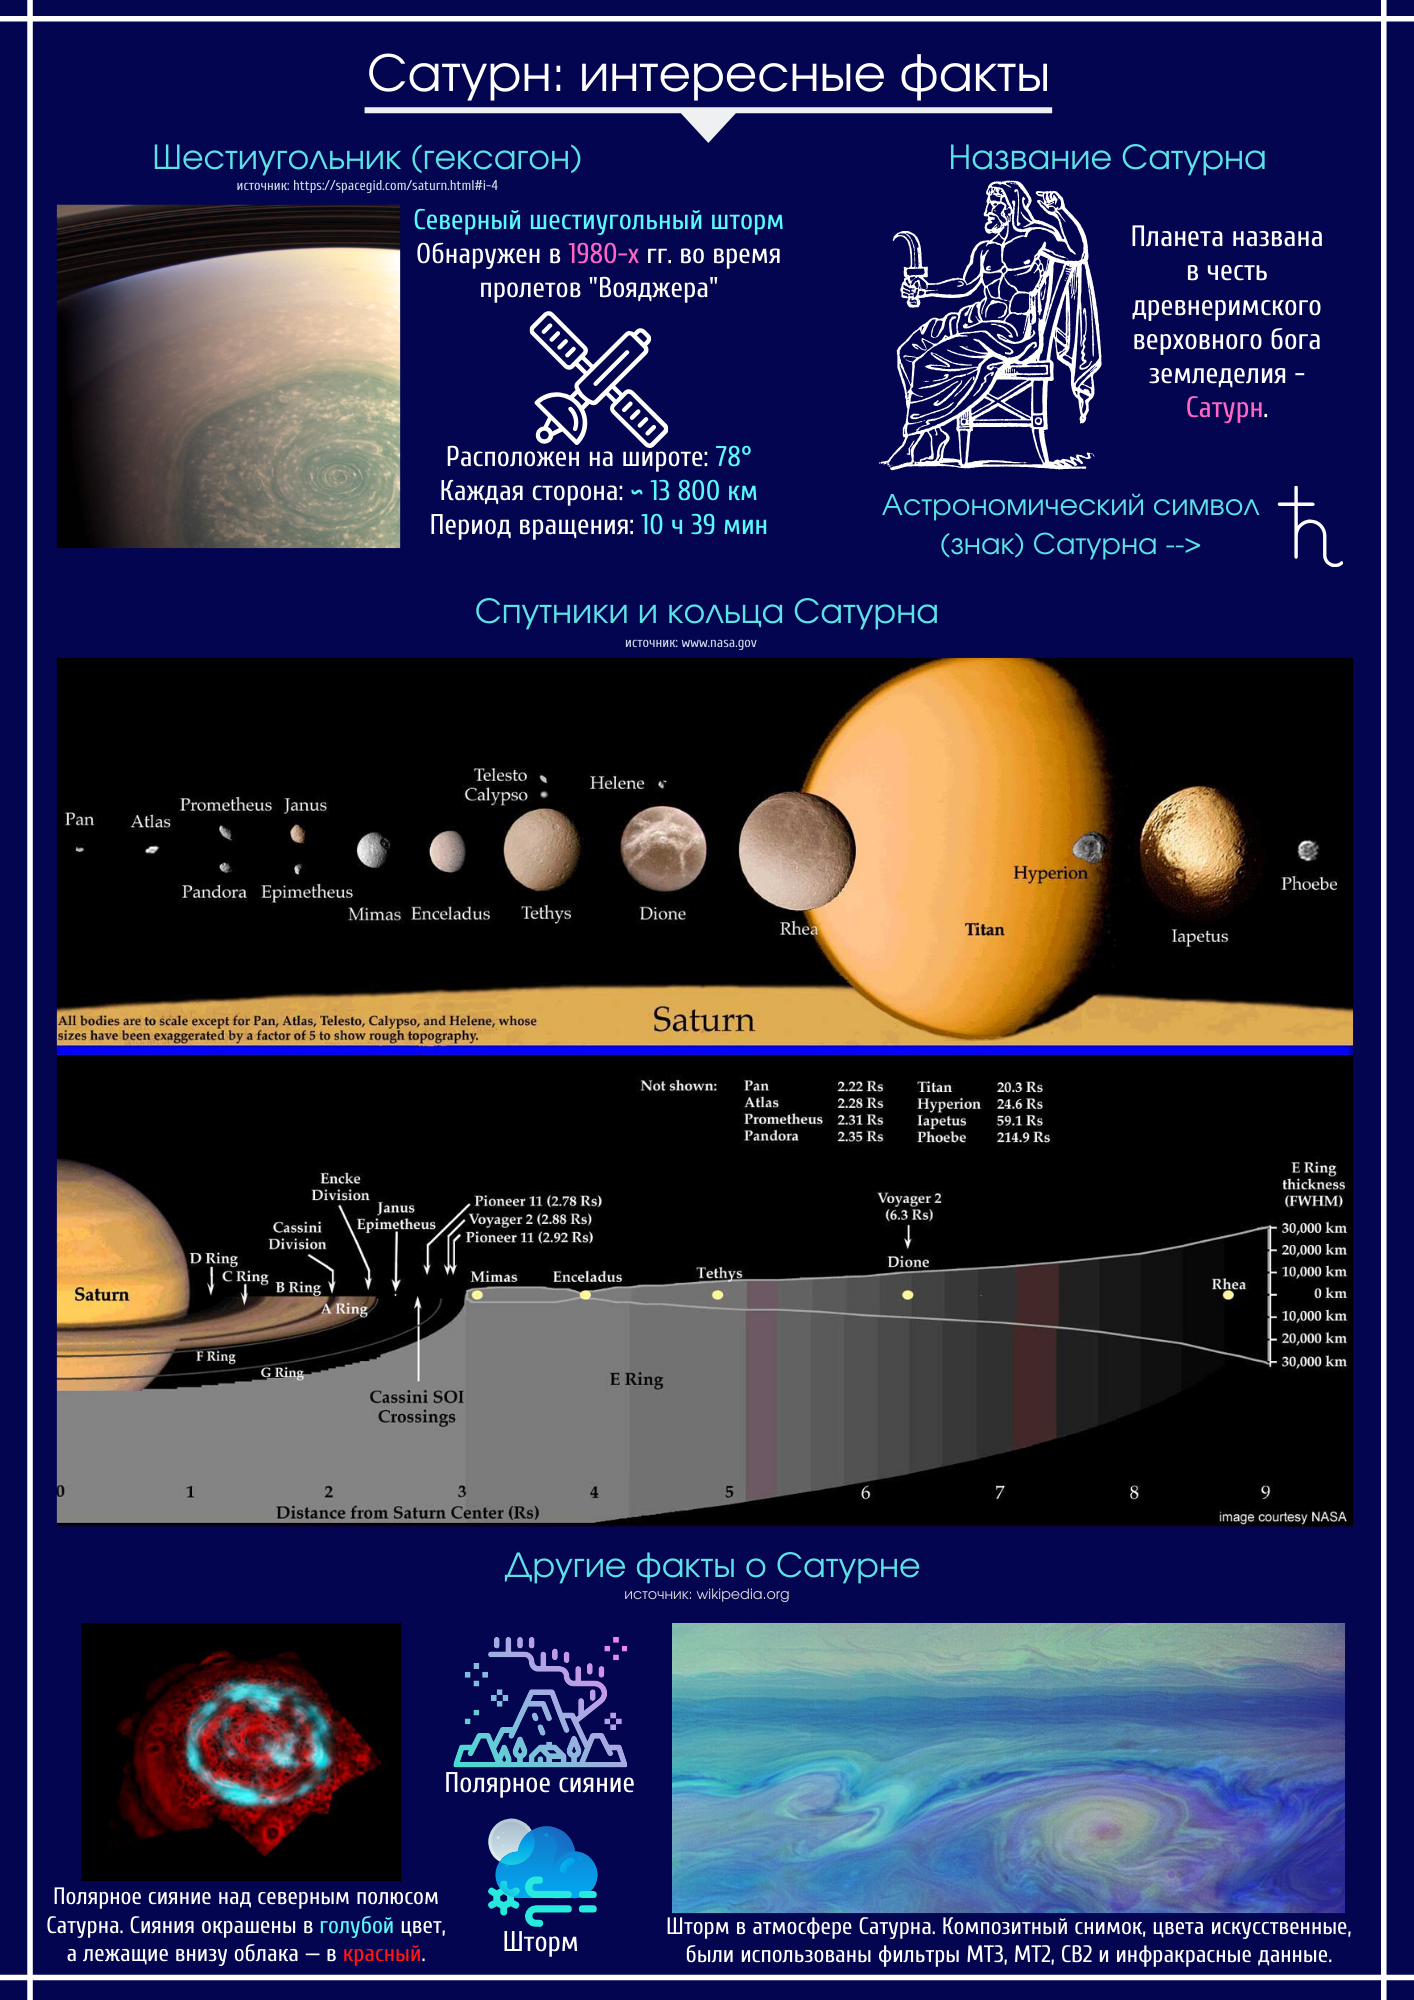 Сатурн: интересные факты
Шестиугольник (гексагон)
источник: https://spacegid.com/saturn.html#i-4
Северный шестиугольный шторм
Обнаружен в 1980-х гг. во время
пролетов "Вояджера"
Расположен на широте: 78°
Каждая сторона: ~ 13 800 км
Период вращения: 10 ч 39 мин
Название Сатурна
Планета названа
в честь
древнеримского
верховного бога
земледелия -
Сатурн.
Астрономический символ
(знак) Сатурна -->
Спутники и кольца Сатурна
источник: www.nasa.gov
Pan
Atlas
Prometheus
Janus
Pandora
Epimetheus
Mimas
Enceladus
Telesto
Calypso
Tethys
Helene
Dione
Rhea
Titan
Hyperion
Iapetus
Phoebe
Saturn
All bodies are to scale except for Pan, Atlas, Telesto, Calypso, and Helene, whose
sizes have been exaggerated by a factor of 5 to show rough topography.
Not shown: Pan 2.22 Rs Titan 20.3 Rs
Atlas 2.28 Rs Hyperion 24.6 Rs
Prometheus 2.31 Rs Iapetus 59.1 Rs
Pandora 2.35 Rs Phoebe 214.9 Rs
Saturn
D Ring
C Ring
B Ring
Cassini
Division
A Ring
Encke
Division
Janus
Epimetheus
F Ring
G Ring
Pioneer 11 (2.78 Rs)
Voyager 2 (2.88 Rs)
Pioneer 11 (2.92 Rs)
Cassini SOI
Crossings
Mimas
Enceladus
Tethys
Voyager 2
(6.3 Rs)
Dione
Rhea
E Ring
E Ring
thickness
(FWHM)
30,000 km
20,000 km
10,000 km
0 km
10,000 km
20,000 km
30,000 km
0 1 2 3 4 5 6 7 8 9
Distance from Saturn Center (Rs)
image courtesy NASA
Другие факты о Сатурне
источник: wikipedia.org
Полярное сияние
Шторм
Полярное сияние над северным полюсом
Сатурна. Сияния окрашены в голубой цвет,
а лежащие внизу облака — в красный.
Шторм в атмосфере Сатурна. Композитный снимок, цвета искусственные,
были использованы фильтры MT3, MT2, CB2 и инфракрасные данные.